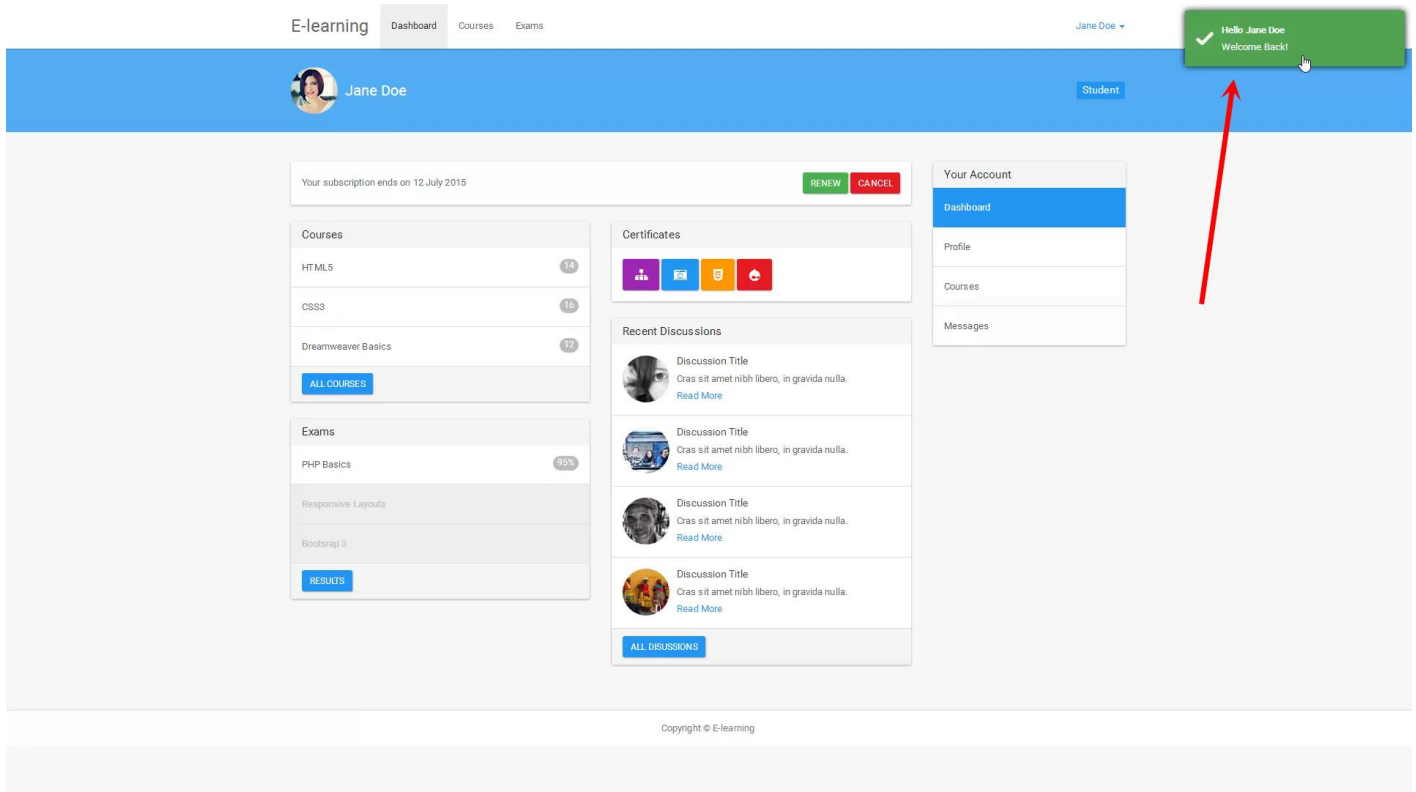 E-learning Dashboard Courses Exams Jane Doe
Hello Jane Doe
Welcome Back!
Jane Doe Student
Your subscription ends on 12 July 2015 RENEW CANCEL
Courses
HTML5 14
CSS3 16
Dreamweaver Basics 12
ALL COURSES
Exams
PHP Basics 95%
Responsive Layouts
Bootsrap 3
RESULTS
Certificates
Recent Discussions
Discussion Title
Cras sit amet nibh libero, in gravida nulla.
Read More
Discussion Title
Cras sit amet nibh libero, in gravida nulla.
Read More
Discussion Title
Cras sit amet nibh libero, in gravida nulla.
Read More
Discussion Title
Cras sit amet nibh libero, in gravida nulla.
Read More
ALL DISUSSIONS
Your Account
Dashboard
Profile
Courses
Messages
Copyright © E-learning